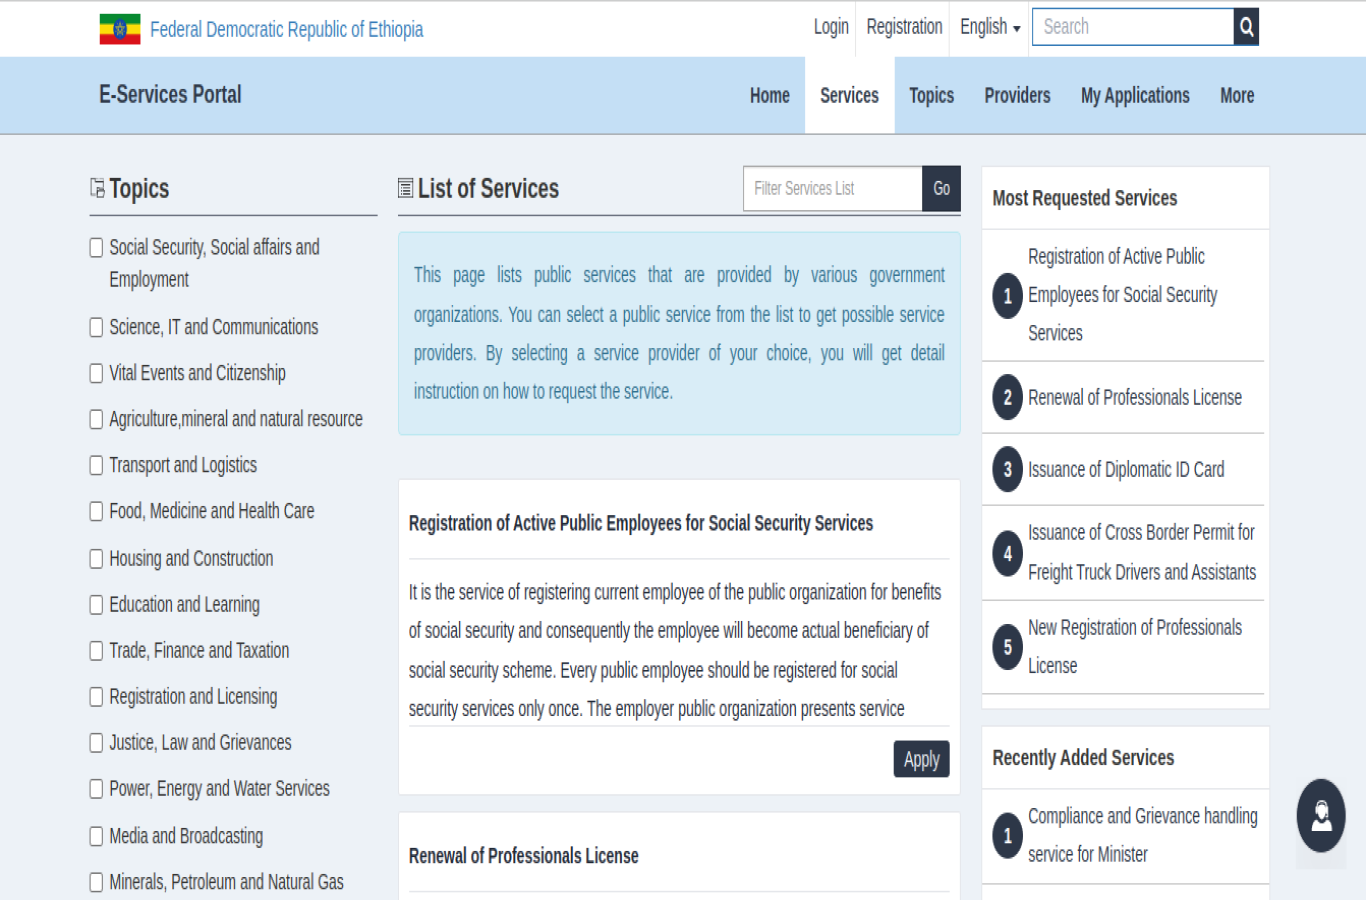 Federal Democratic Republic of Ethiopia
Login
Registration
English
Search
E-Services Portal
Home
Services
Topics
Providers
My Applications
More
Topics
Social Security, Social affairs and
Employment
Science, IT and Communications
Vital Events and Citizenship
Agriculture,mineral and natural resource
Transport and Logistics
Food, Medicine and Health Care
Housing and Construction
Education and Learning
Trade, Finance and Taxation
Registration and Licensing
Justice, Law and Grievances
Power, Energy and Water Services
Media and Broadcasting
Minerals, Petroleum and Natural Gas
List of Services
Filter Services List
Go
This page lists public services that are provided by various government
organizations. You can select a public service from the list to get possible service
providers. By selecting a service provider of your choice, you will get detail
instruction on how to request the service.
Registration of Active Public Employees for Social Security Services
It is the service of registering current employee of the public organization for benefits
of social security and consequently the employee will become actual beneficiary of
social security scheme. Every public employee should be registered for social
security services only once. The employer public organization presents service
Apply
Renewal of Professionals License
Most Requested Services
1
Registration of Active Public
Employees for Social Security
Services
2
Renewal of Professionals License
3
Issuance of Diplomatic ID Card
4
Issuance of Cross Border Permit for
Freight Truck Drivers and Assistants
5
New Registration of Professionals
License
Recently Added Services
1
Compliance and Grievance handling
service for Minister